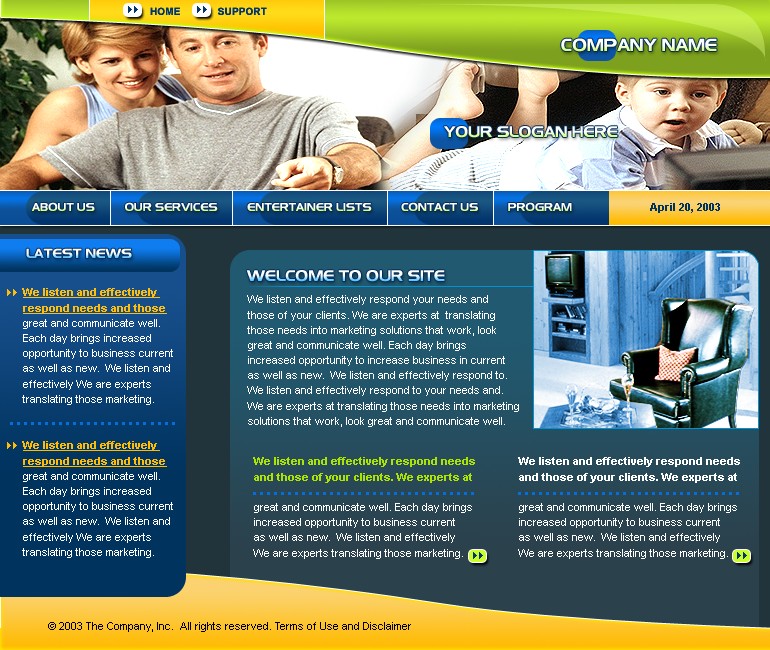 HOME SUPPORT
COMPANY NAME
YOUR SLOGAN HERE
ABOUT US OUR SERVICES ENTERTAINER LISTS CONTACT US PROGRAM April 20, 2003
LATEST NEWS
We listen and effectively
respond needs and those
great and communicate well.
Each day brings increased
opportunity to business current
as well as new. We listen and
effectively We are experts
translating those marketing.
We listen and effectively
respond needs and those
great and communicate well.
Each day brings increased
opportunity to business current
as well as new. We listen and
effectively We are experts
translating those marketing.
WELCOME TO OUR SITE
We listen and effectively respond your needs and
those of your clients. We are experts at translating
those needs into marketing solutions that work, look
great and communicate well. Each day brings
increased opportunity to increase business in current
as well as new. We listen and effectively respond to.
We listen and effectively respond to your needs and.
We are experts at translating those needs into marketing
solutions that work, look great and communicate well.
We listen and effectively respond needs
and those of your clients. We experts at
great and communicate well. Each day brings
increased opportunity to business current
as well as new. We listen and effectively
We are experts translating those marketing.
We listen and effectively respond needs
and those of your clients. We experts at
great and communicate well. Each day brings
increased opportunity to business current
as well as new. We listen and effectively
We are experts translating those marketing.
© 2003 The Company, Inc. All rights reserved. Terms of Use and Disclaimer